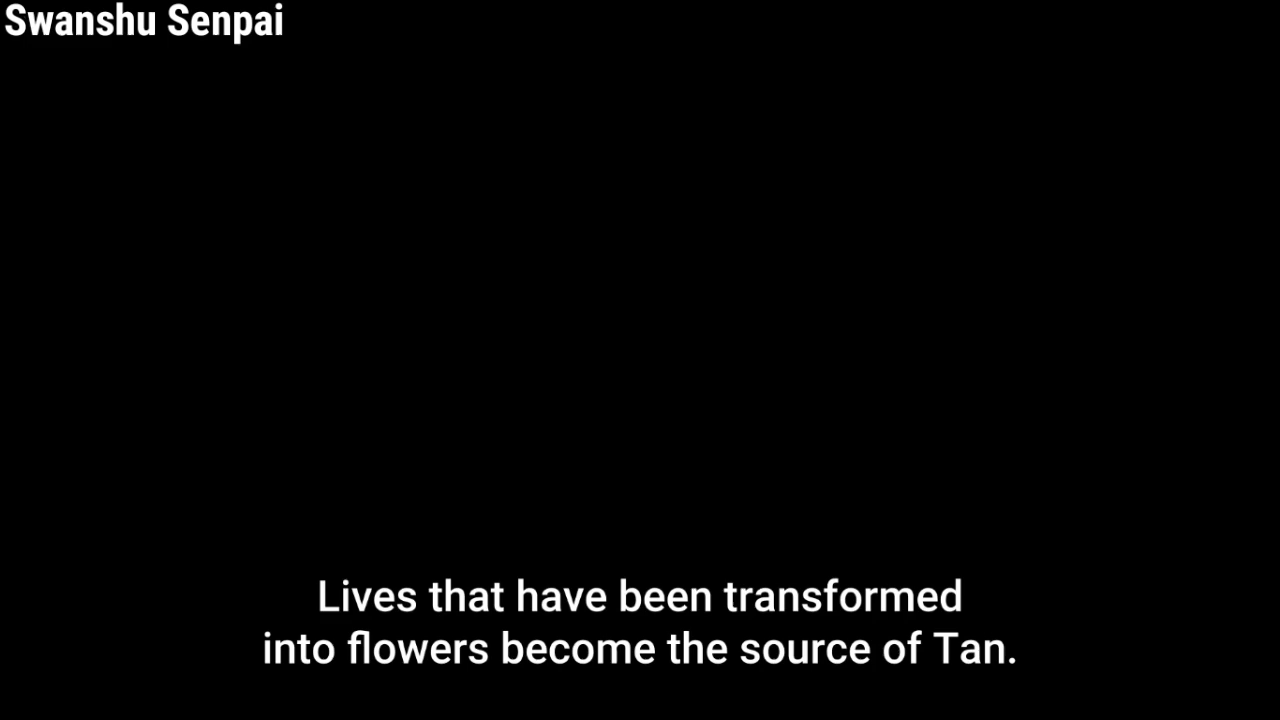 Swanshu Senpai
Lives that have been transformed
into flowers become the source of Tan.